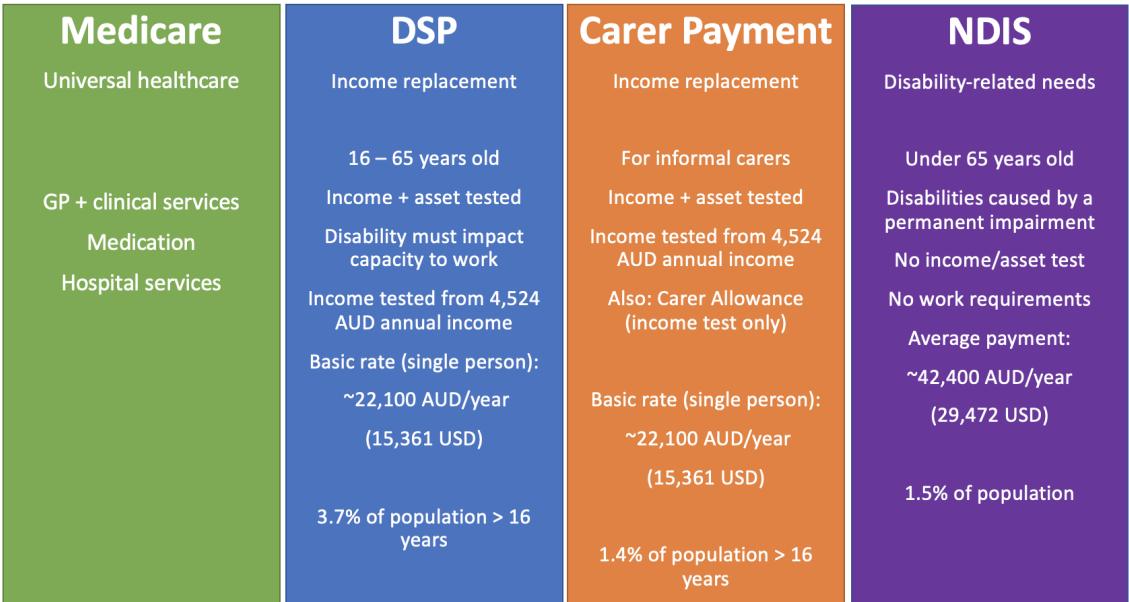 Medicare
Universal healthcare
GP + clinical services
Medication
Hospital services
DSP
Income replacement
16 – 65 years old
Income + asset tested
Disability must impact
capacity to work
Income tested from 4,524
AUD annual income
Basic rate (single person):
~22,100 AUD/year
(15,361 USD)
3.7% of population > 16
years
Carer Payment
Income replacement
For informal carers
Income + asset tested
Income tested from 4,524
AUD annual income
Also: Carer Allowance
(income test only)
Basic rate (single person):
~22,100 AUD/year
(15,361 USD)
1.4% of population > 16
years
NDIS
Disability-related needs
Under 65 years old
Disabilities caused by a
permanent impairment
No income/asset test
No work requirements
Average payment:
~42,400 AUD/year
(29,472 USD)
1.5% of population